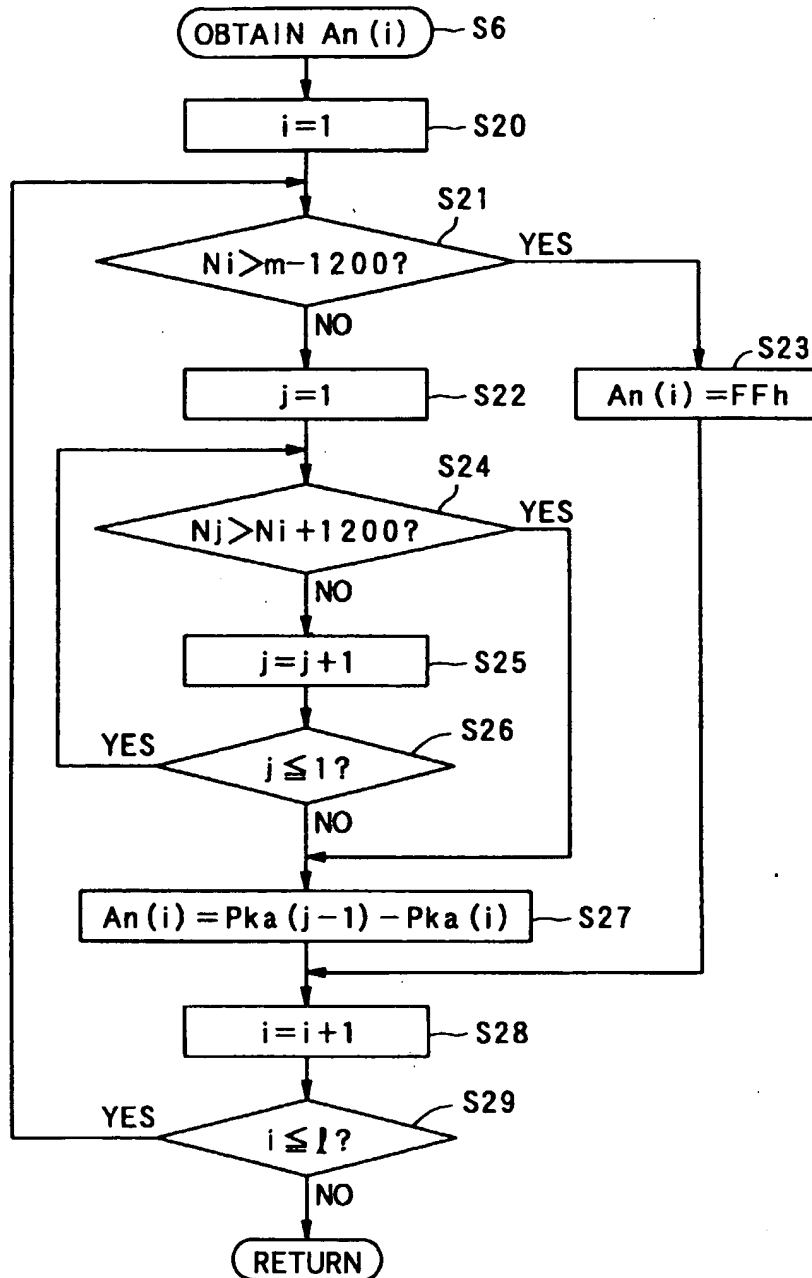 OBTAIN An(i) S6
i=1 S20
S21
Ni>m-1200? YES
NO
S23
j=1 S22
An(i)=FFh
S24
Nj>Ni+1200? YES
NO
j=j+1 S25
S26
YES
j≦1?
NO
An(i)=Pka(j-1)-Pka(i) S27
i=i+1 S28
YES S29
i≦l?
NO
RETURN